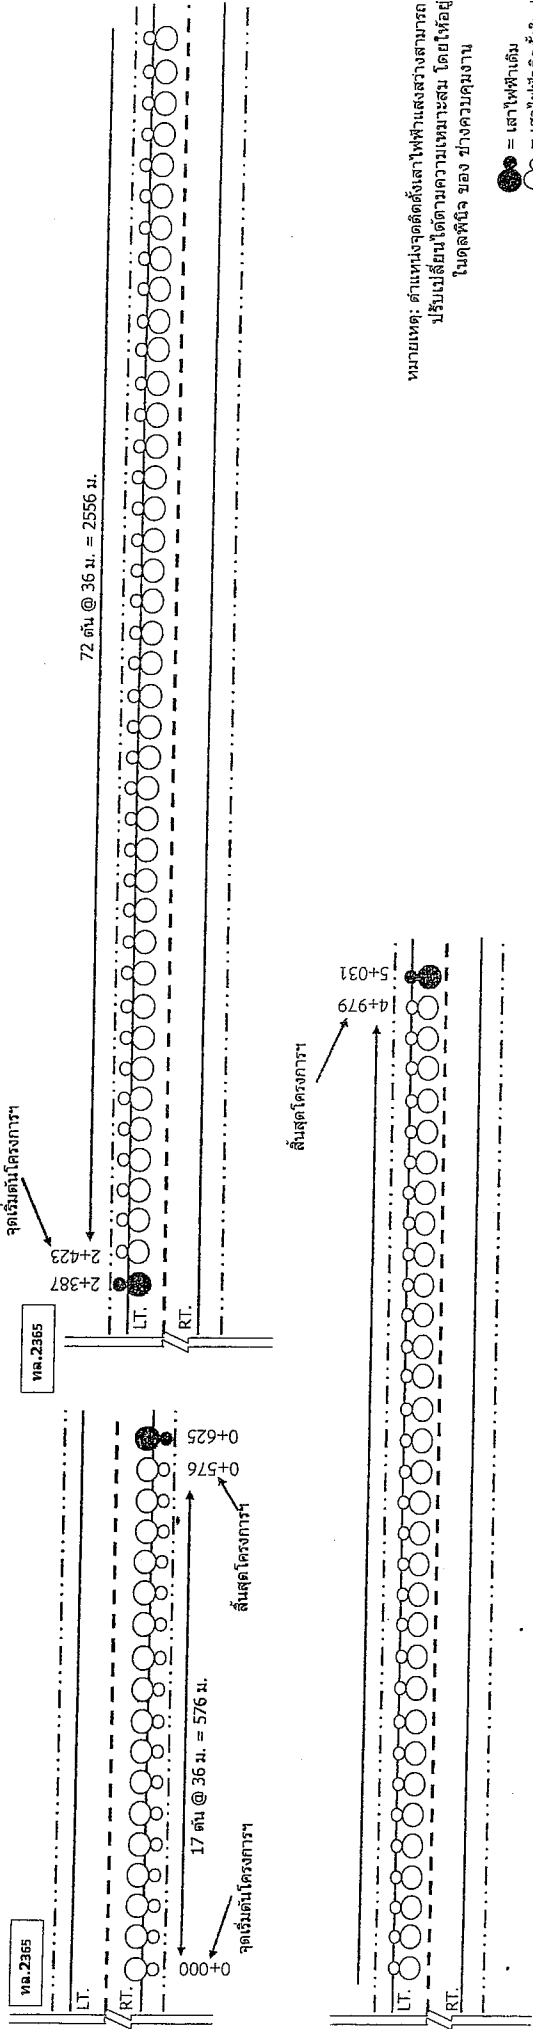 ทล.2365
LT.
RT.
0+000
จุดเริ่มต้นโครงการฯ
17 ต้น @ 36 ม. = 576 ม.
0+576
0+625
สิ้นสุดโครงการฯ
ทล.2365
จุดเริ่มต้นโครงการฯ
2+387
2+423
LT.
RT.
72 ต้น @ 36 ม. = 2556 ม.
LT.
RT.
สิ้นสุดโครงการฯ
4+979
5+031
หมายเหตุ: ตำแหน่งจุดติดตั้งเสาไฟฟ้าแสงสว่างสามารถ
ปรับเปลี่ยนได้ตามความเหมาะสม โดยให้อยู่
ในดุลพินิจ ของ ช่างควบคุมงาน
= เสาไฟฟ้าเดิม